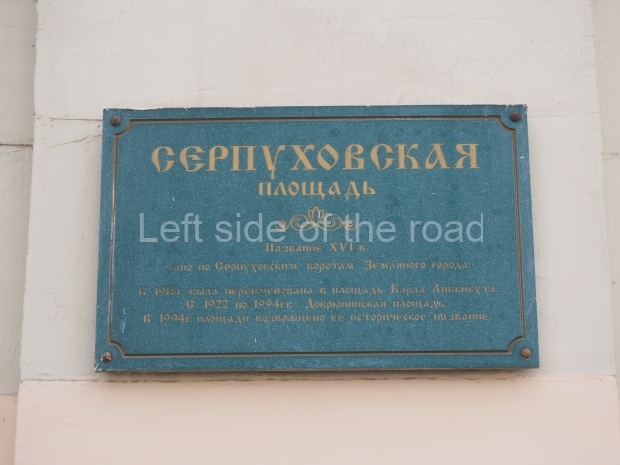 СЕРПУХОВСКАЯ
ПЛОЩАДЬ
Left side of the road
Название XVI в.
дано по Серпуховским воротам Земляного города.
В 1918г. была переименована в площадь Карла Либкнехта.
С 1922 по 1994гг. Добрынинская площадь.
В 1994г. площади возвращено ее историческое название.